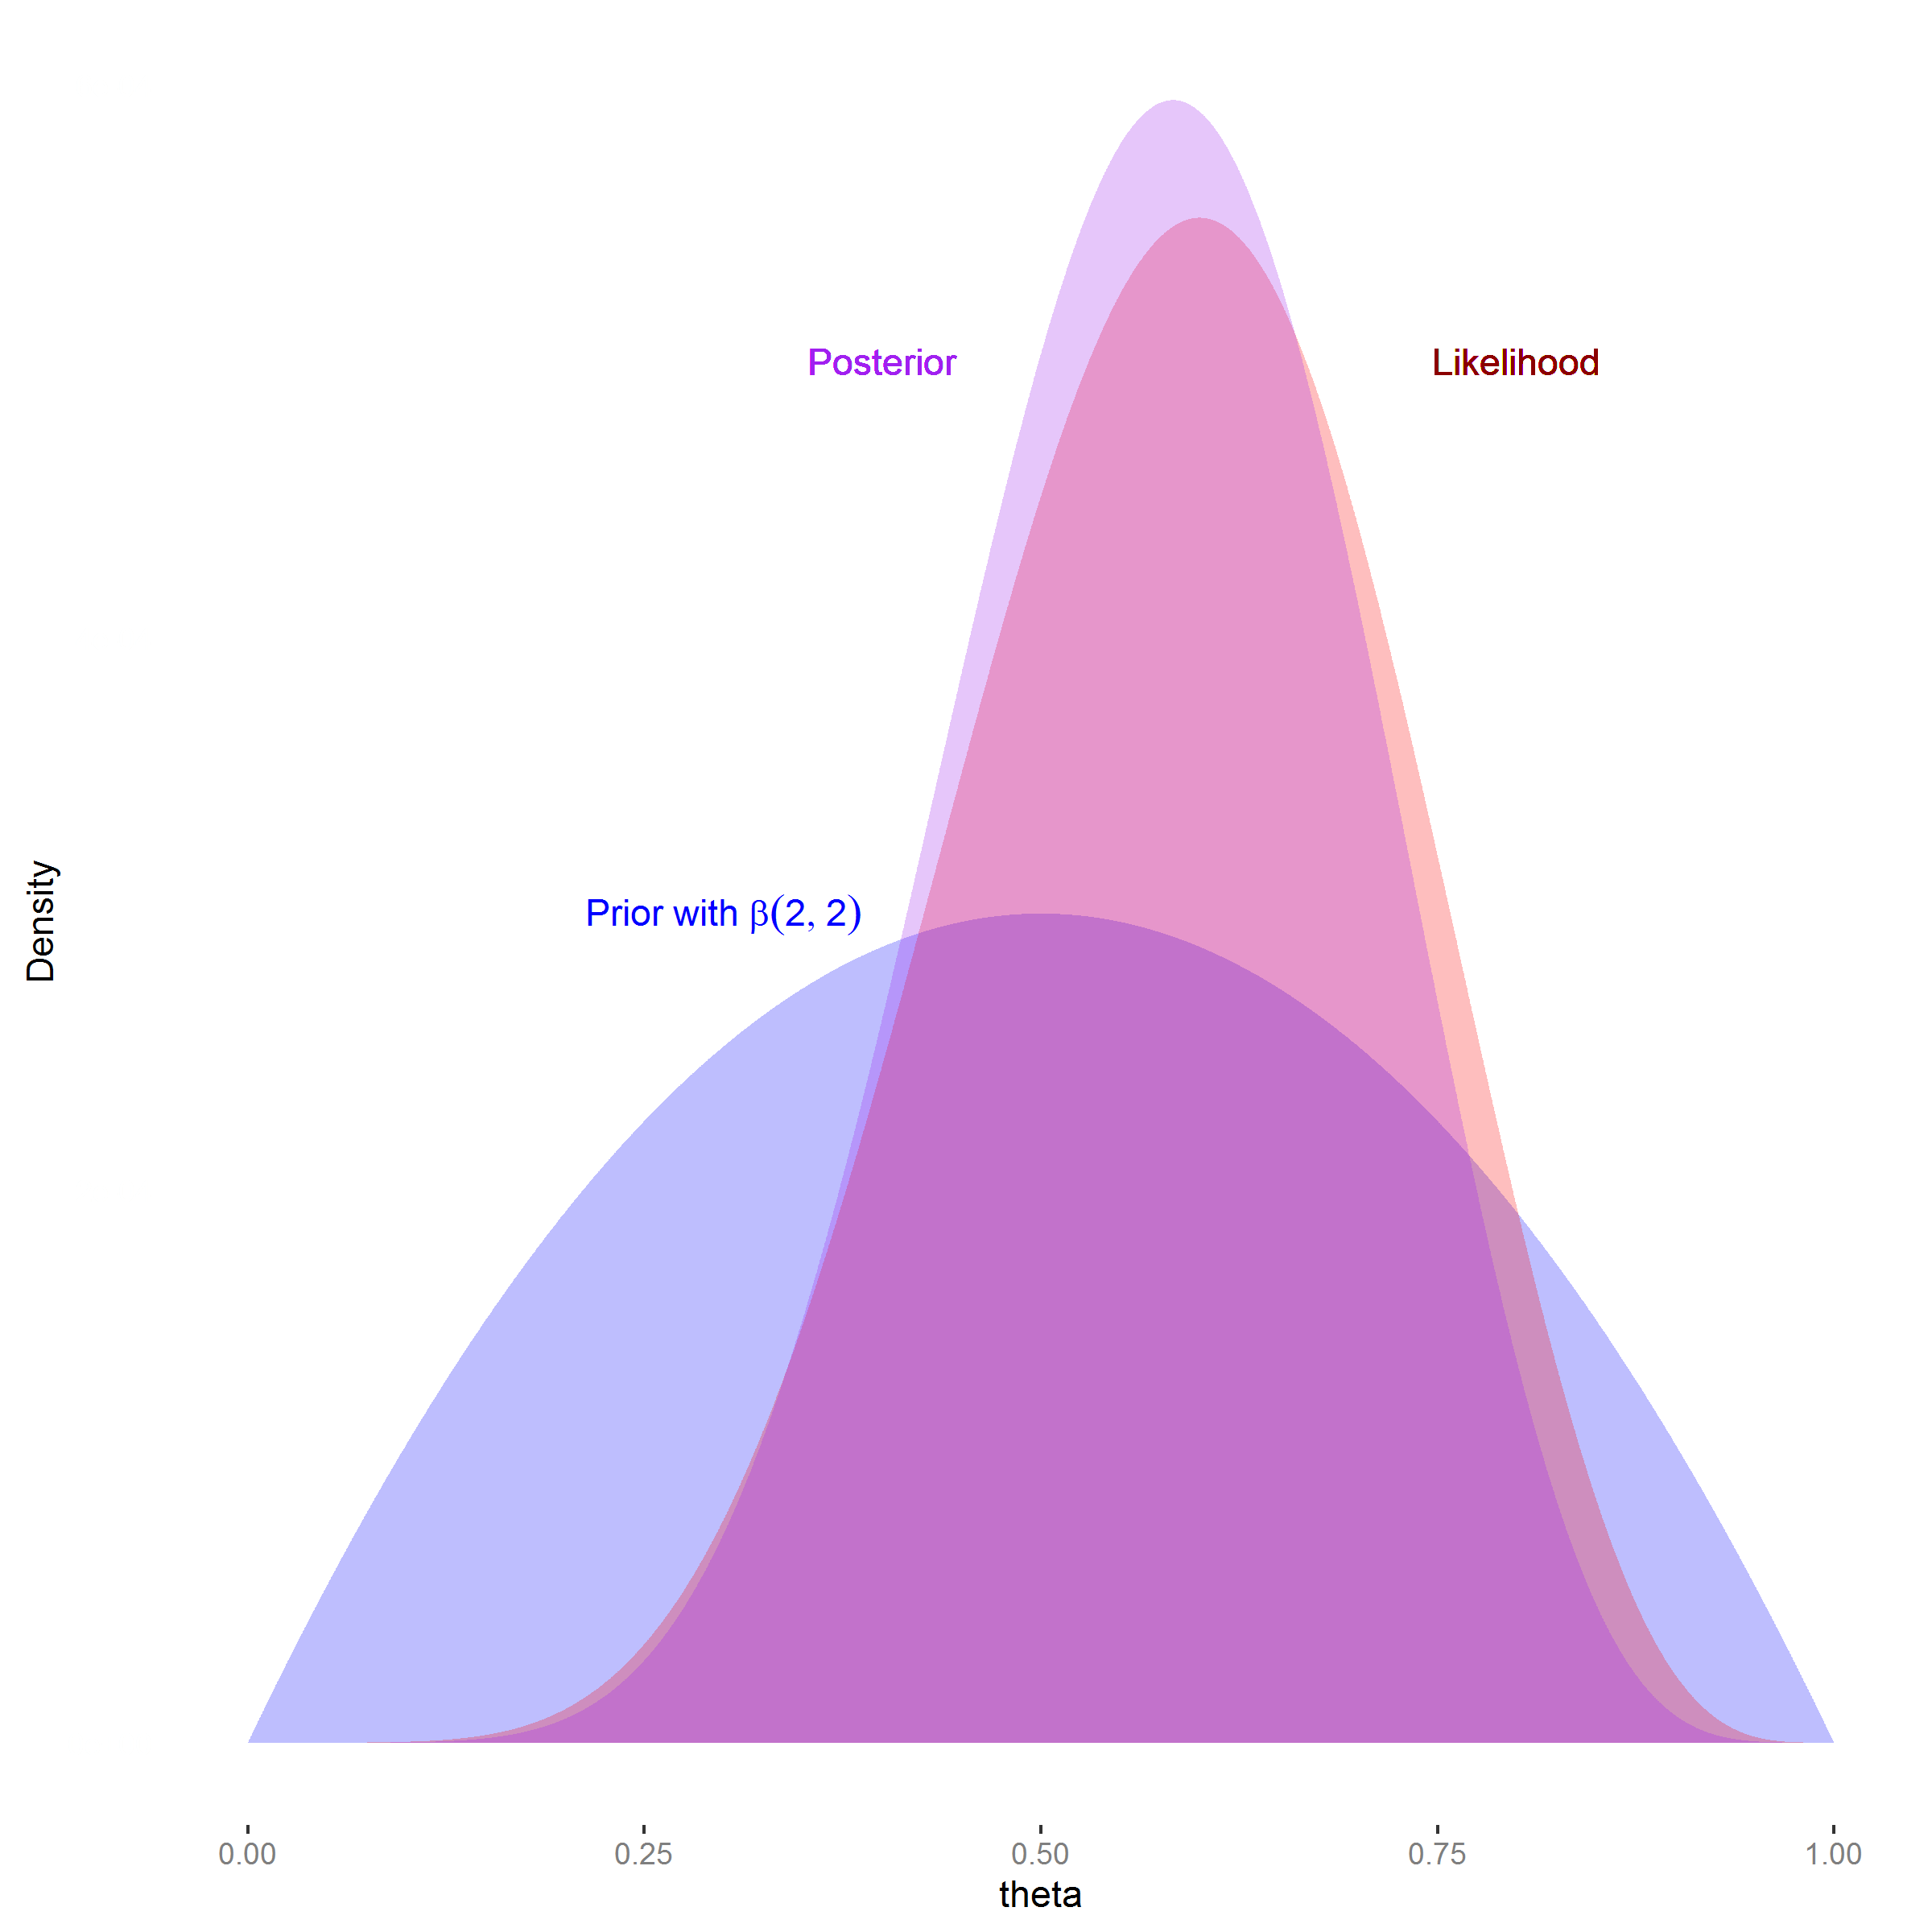 Posterior
Likelihood
Prior with β(2, 2)
Density
0.00
0.25
0.50
0.75
1.00
theta